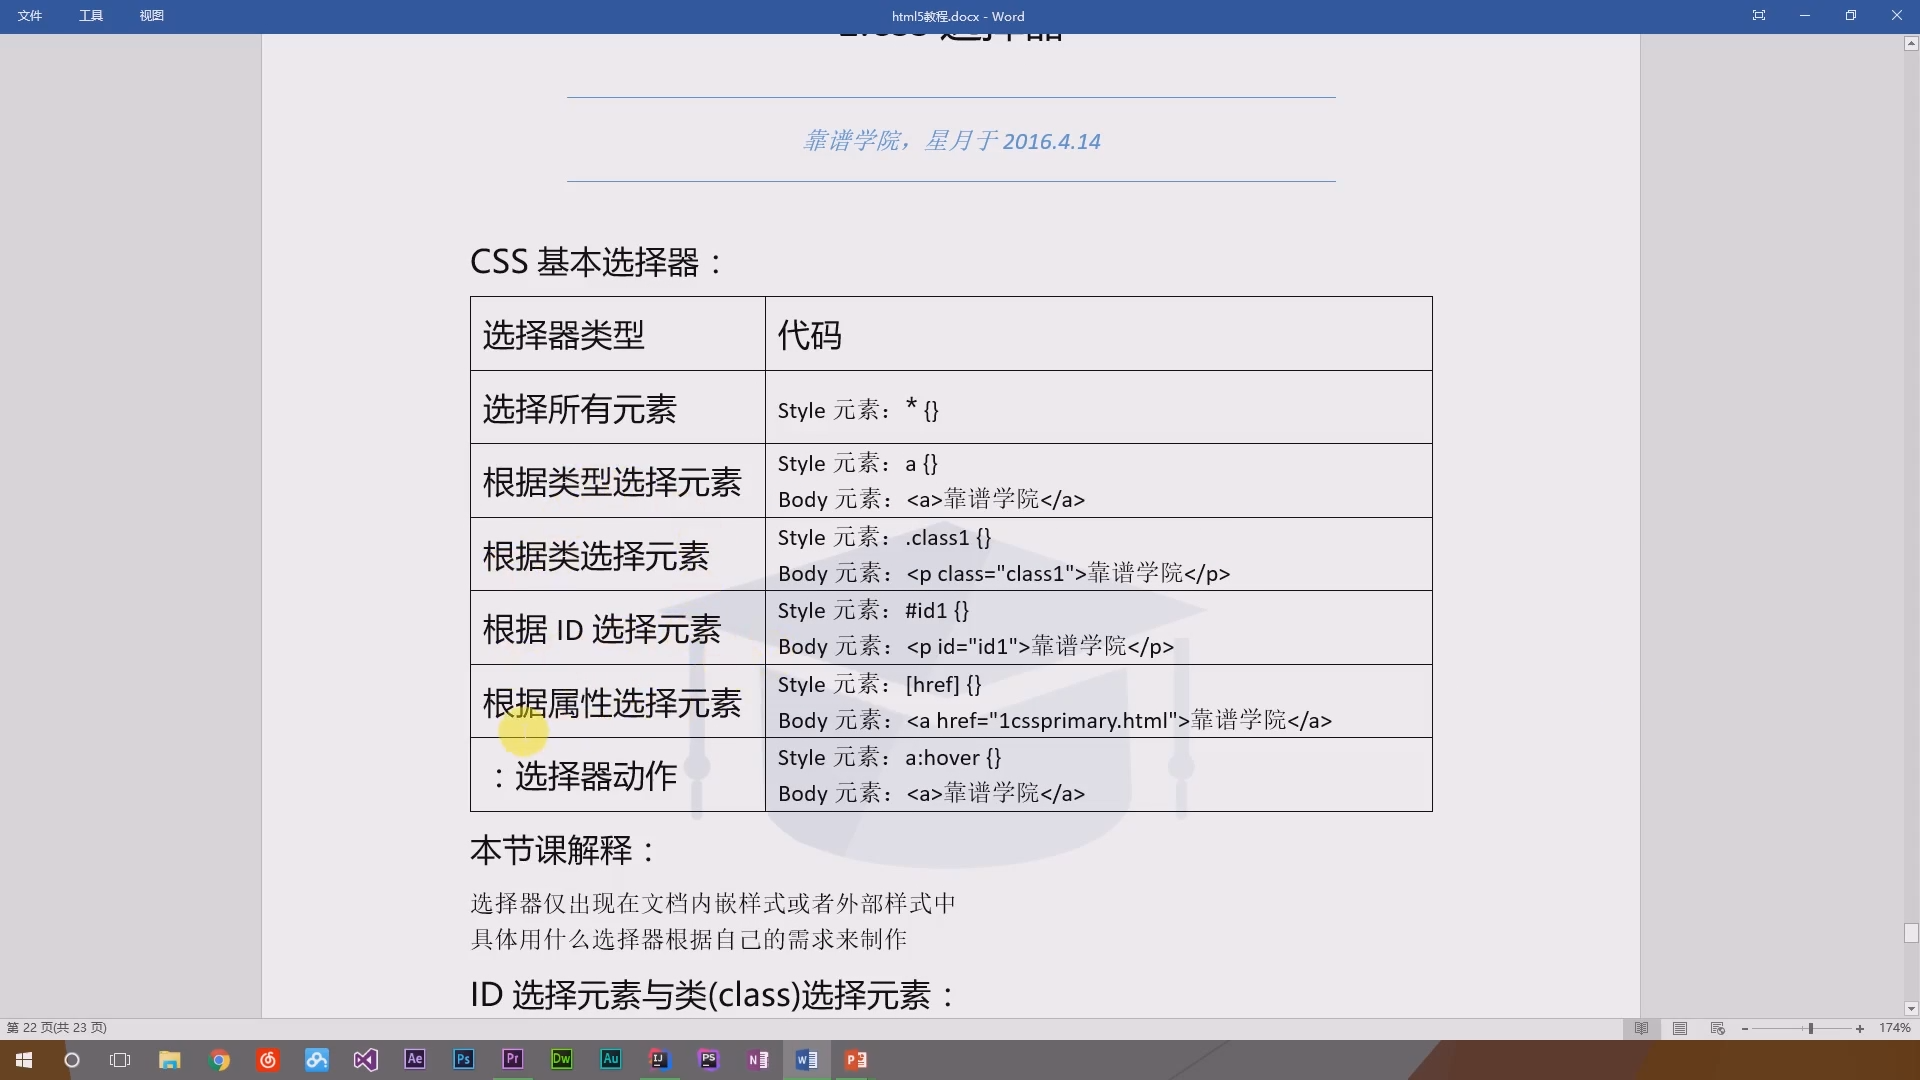 文件 工具 视图 html5教程.docx - Word
靠谱学院，星月于 2016.4.14
CSS 基本选择器：
选择器类型 代码
选择所有元素 Style 元素：* {}
根据类型选择元素 Style 元素：a {}
Body 元素：<a>靠谱学院</a>
根据类选择元素 Style 元素：.class1 {}
Body 元素：<p class="class1">靠谱学院</p>
根据 ID 选择元素 Style 元素：#id1 {}
Body 元素：<p id="id1">靠谱学院</p>
根据属性选择元素 Style 元素：[href] {}
Body 元素：<a href="1cssprimary.html">靠谱学院</a>
：选择器动作 Style 元素：a:hover {}
Body 元素：<a>靠谱学院</a>
本节课解释：
选择器仅出现在文档内嵌样式或者外部样式中
具体用什么选择器根据自己的需求来制作
ID 选择元素与类(class)选择元素：
第 22 页(共 23 页) 174%
Ae Ps Pr Dw Au IJ PS N W P